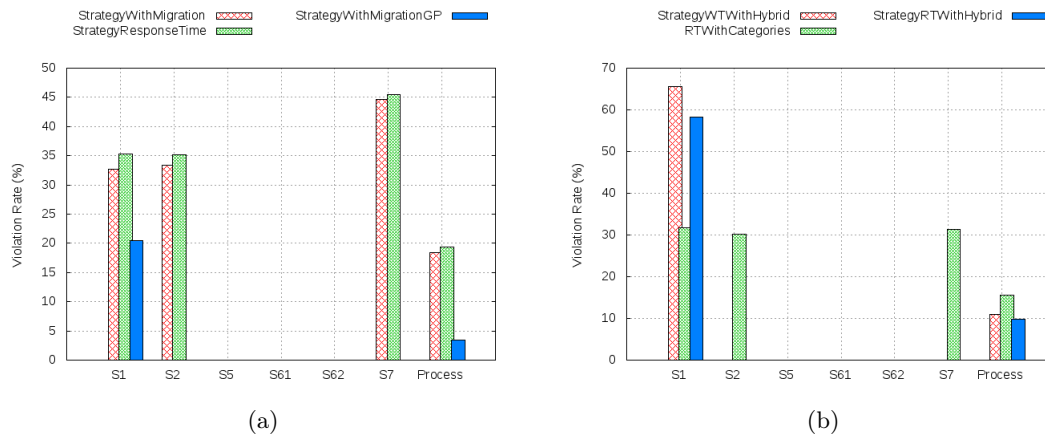 StrategyWithMigration
StrategyWithMigrationGP
StrategyResponseTime
50
45
40
35
30
25
20
15
10
5
0
Violation Rate (%)
S1 S2 S5 S61 S62 S7 Process
(a)
StrategyWTWithHybrid
StrategyRTWithHybrid
RTWithCategories
70
60
50
40
30
20
10
0
Violation Rate (%)
S1 S2 S5 S61 S62 S7 Process
(b)